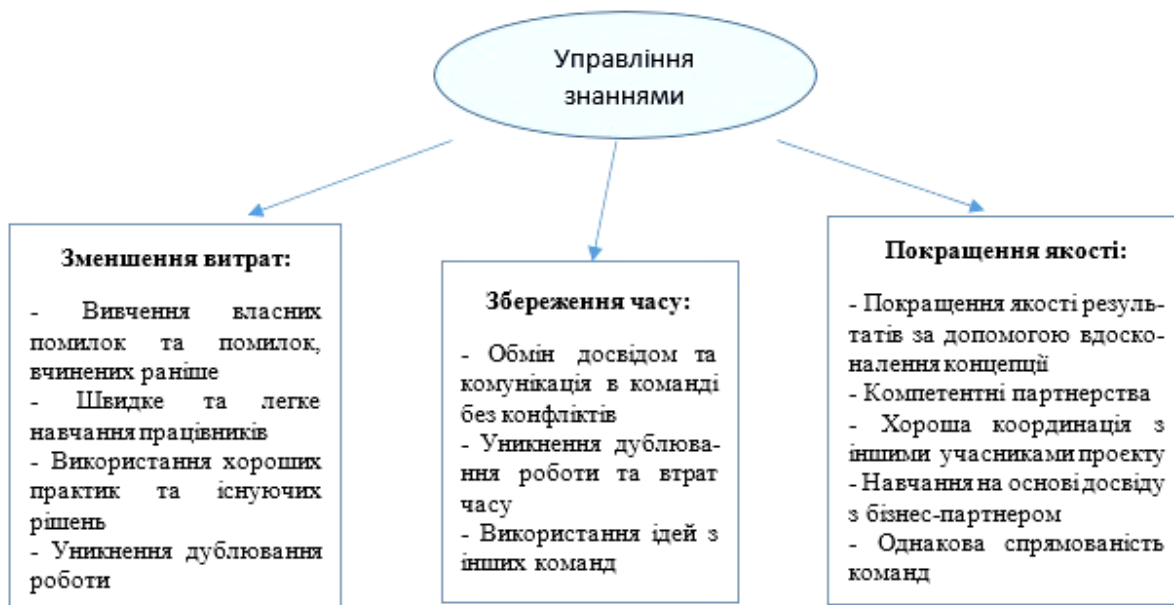 Управління
знаннями
Зменшення витрат:
- Вивчення власних
помилок та помилок,
вчинених раніше
- Швидке та легке
навчання працівників
- Використання хороших
практик та існуючих
рішень
- Уникнення дублювання
роботи
Збереження часу:
- Обмін досвідом та
комунікація в команді
без конфліктів
- Уникнення дублюва-
ння роботи та втрат
часу
- Використання ідей з
інших команд
Покращення якості:
- Покращення якості резуль-
татів за допомогою вдоско-
налення концепції
- Компетентні партнерства
- Хороша координація з
іншими учасниками проекту
- Навчання на основі досвіду
з бізнес-партнером
- Однакова спрямованість
команд